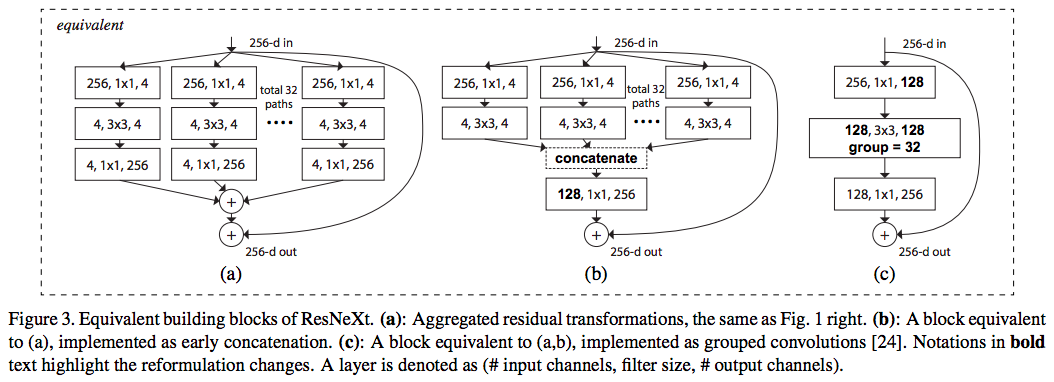 equivalent
256-d in
256, 1x1, 4
256, 1x1, 4
256, 1x1, 4
total 32
paths
4, 3x3, 4
4, 3x3, 4
....
4, 3x3, 4
4, 1x1, 256
4, 1x1, 256
4, 1x1, 256
+
+
256-d out
(a)
256-d in
256, 1x1, 4
256, 1x1, 4
256, 1x1, 4
total 32
paths
4, 3x3, 4
4, 3x3, 4
....
4, 3x3, 4
concatenate
128, 1x1, 256
+
256-d out
(b)
256-d in
256, 1x1, 128
128, 3x3, 128
group = 32
128, 1x1, 256
+
256-d out
(c)
Figure 3. Equivalent building blocks of ResNeXt. (a): Aggregated residual transformations, the same as Fig. 1 right. (b): A block equivalent
to (a), implemented as early concatenation. (c): A block equivalent to (a,b), implemented as grouped convolutions [24]. Notations in bold
text highlight the reformulation changes. A layer is denoted as (# input channels, filter size, # output channels).